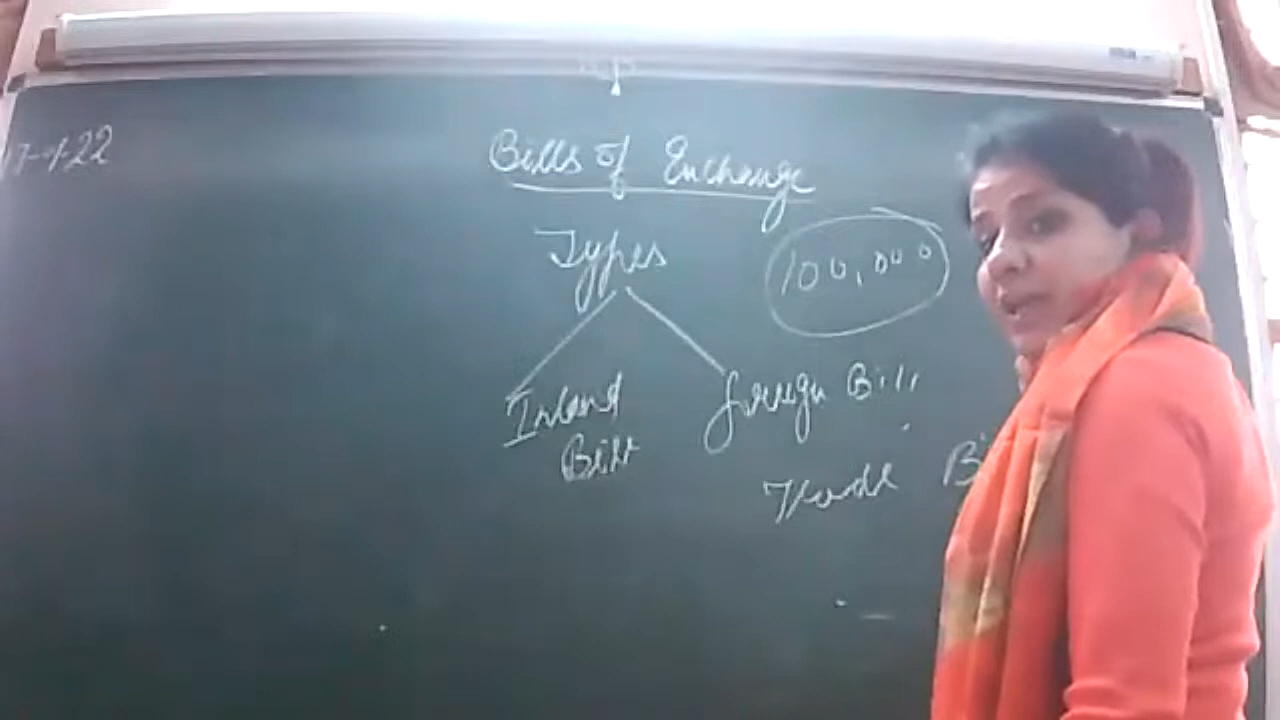 Bills of Exchange
Types
100,000
Inland Bill
Foreign Bill
Trade B